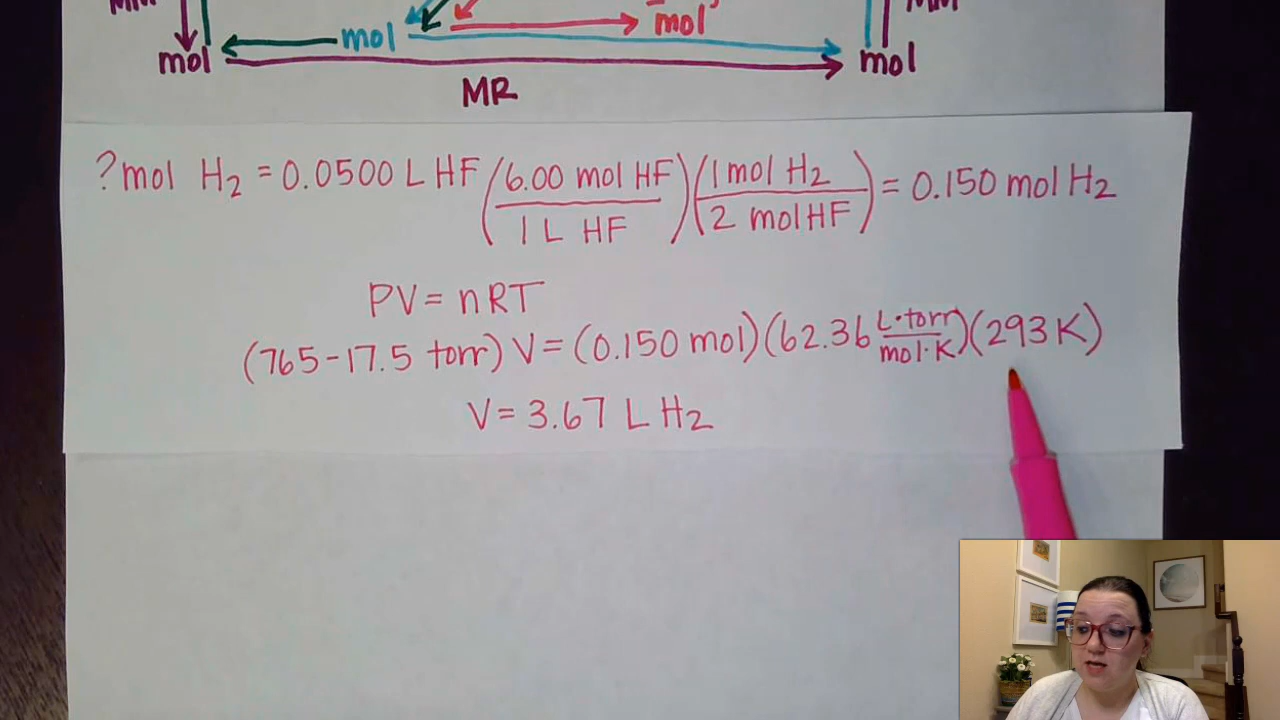 MM
MM
mol
mol
mol
mol
MR
? mol H₂ = 0.0500 L HF (6.00 mol HF / 1 L HF) (1 mol H₂ / 2 mol HF) = 0.150 mol H₂
PV = nRT
(765 - 17.5 torr) V = (0.150 mol)(62.36 L·torr / mol·K)(293 K)
V = 3.67 L H₂